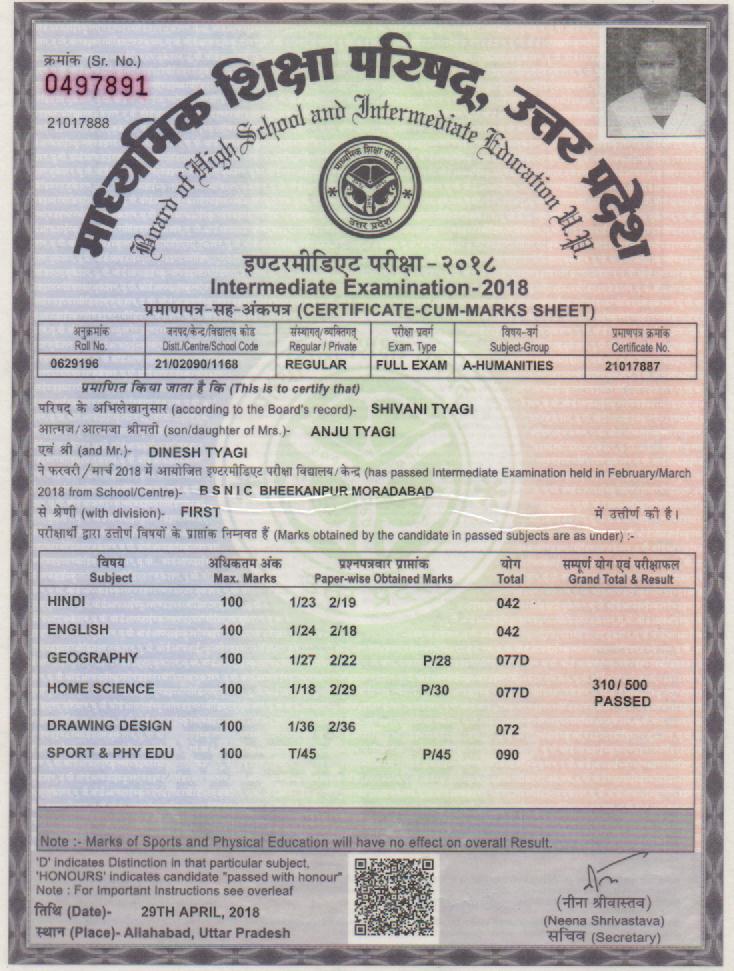 क्रमांक (Sr. No.)
0497891
21017888
माध्यमिक शिक्षा परिषद्, उत्तर प्रदेश
Board of High School and Intermediate Education U.P.
माध्यमिक शिक्षा परिषद
उत्तर प्रदेश
इण्टरमीडिएट परीक्षा-२०१८
Intermediate Examination-2018
प्रमाणपत्र-सह-अंकपत्र (CERTIFICATE-CUM-MARKS SHEET)
अनुक्रमांक जनपद/केन्द्र/विद्यालय कोड संस्थागत/व्यक्तिगत परीक्षा प्रवर्ग विषय-वर्ग प्रमाणपत्र क्रमांक
Roll No. Distt./Centre/School Code Regular / Private Exam. Type Subject-Group Certificate No.
0629196 21/02090/1168 REGULAR FULL EXAM A-HUMANITIES 21017887
प्रमाणित किया जाता है कि (This is to certify that)
परिषद के अभिलेखानुसार (according to the Board's record)- SHIVANI TYAGI
आत्मज/आत्मजा श्रीमती (son/daughter of Mrs.)- ANJU TYAGI
एवं श्री (and Mr.)- DINESH TYAGI
ने फरवरी/मार्च 2018 में आयोजित इण्टरमीडिएट परीक्षा विद्यालय/केन्द्र (has passed Intermediate Examination held in February/March
2018 from School/Centre)- B S N I C BHEEKANPUR MORADABAD
से श्रेणी (with division)- FIRST में उत्तीर्ण की है।
परीक्षार्थी द्वारा उत्तीर्ण विषयों के प्राप्तांक निम्नवत हैं (Marks obtained by the candidate in passed subjects are as under) :-
विषय अधिकतम अंक प्रश्नपत्रवार प्राप्तांक योग सम्पूर्ण योग एवं परीक्षाफल
Subject Max. Marks Paper-wise Obtained Marks Total Grand Total & Result
HINDI 100 1/23 2/19 042
ENGLISH 100 1/24 2/18 042
GEOGRAPHY 100 1/27 2/22 P/28 077D
HOME SCIENCE 100 1/18 2/29 P/30 077D 310/ 500
PASSED
DRAWING DESIGN 100 1/36 2/36 072
SPORT & PHY EDU 100 T/45 P/45 090
Note :- Marks of Sports and Physical Education will have no effect on overall Result.
'D' indicates Distinction in that particular subject.
'HONOURS' indicates candidate "passed with honour"
Note : For Important Instructions see overleaf
तिथि (Date)- 29TH APRIL, 2018
स्थान (Place)- Allahabad, Uttar Pradesh
(नीना श्रीवास्तव)
(Neena Shrivastava)
सचिव (Secretary)